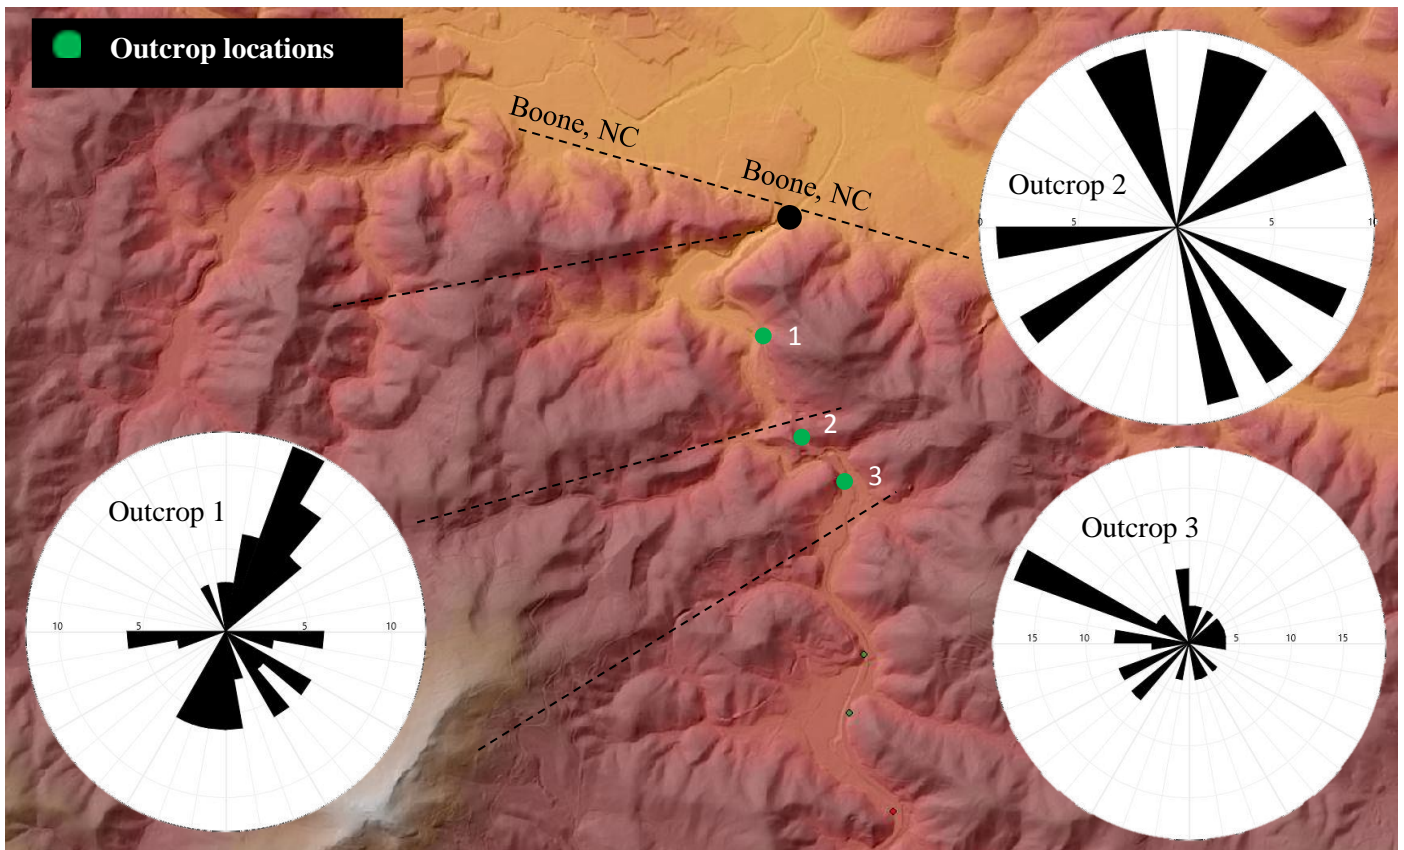 Outcrop locations
Boone, NC
Boone, NC
Outcrop 2
0 5 5 10
1
2
3
Outcrop 1
10 5 5 10
Outcrop 3
15 10 5 10 15